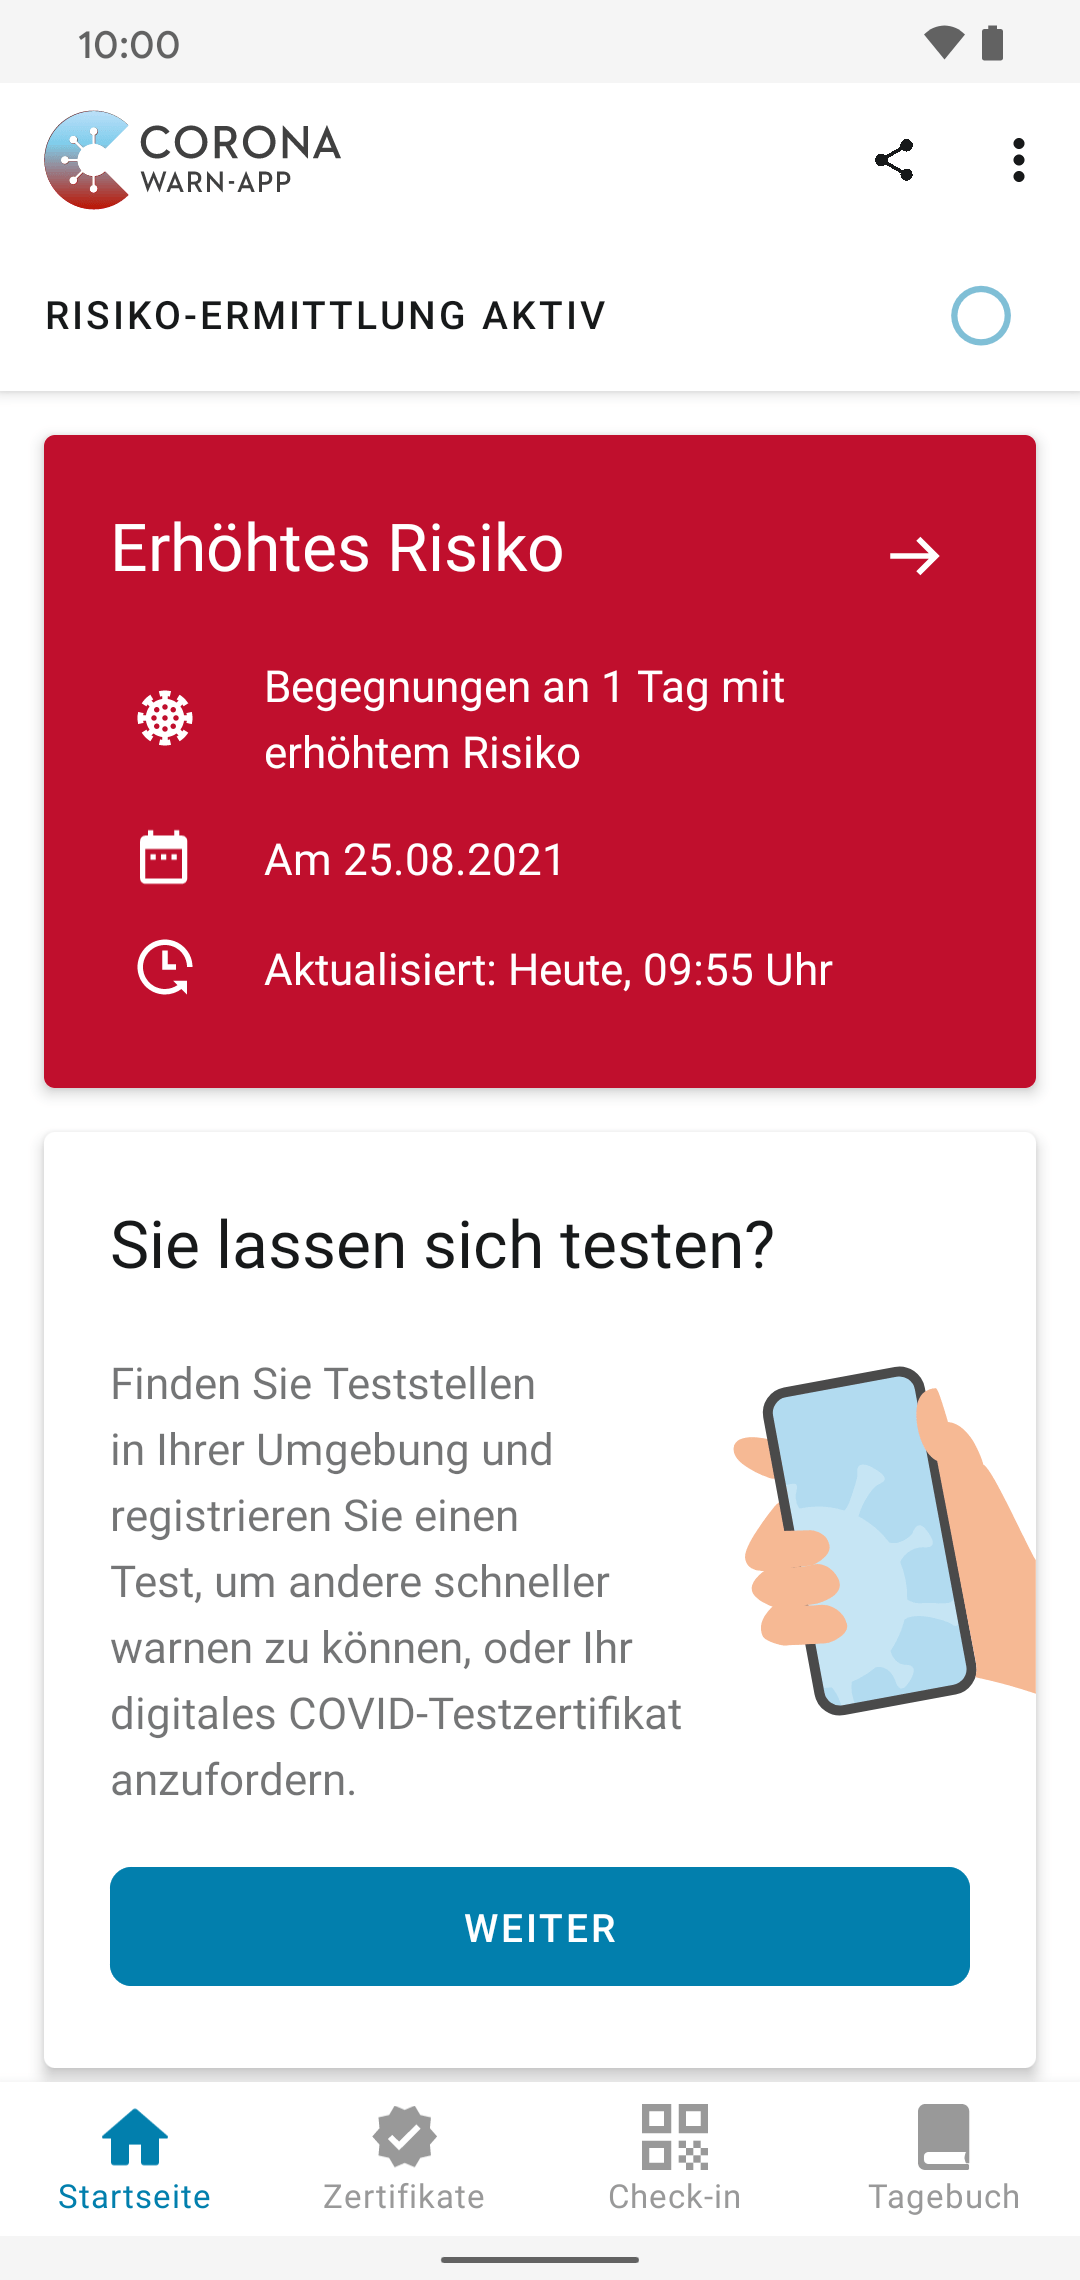 10:00
CORONA
WARN-APP
RISIKO-ERMITTLUNG AKTIV
Erhöhtes Risiko
Begegnungen an 1 Tag mit
erhöhtem Risiko
Am 25.08.2021
Aktualisiert: Heute, 09:55 Uhr
Sie lassen sich testen?
Finden Sie Teststellen
in Ihrer Umgebung und
registrieren Sie einen
Test, um andere schneller
warnen zu können, oder Ihr
digitales COVID-Testzertifikat
anzufordern.
WEITER
Startseite
Zertifikate
Check-in
Tagebuch